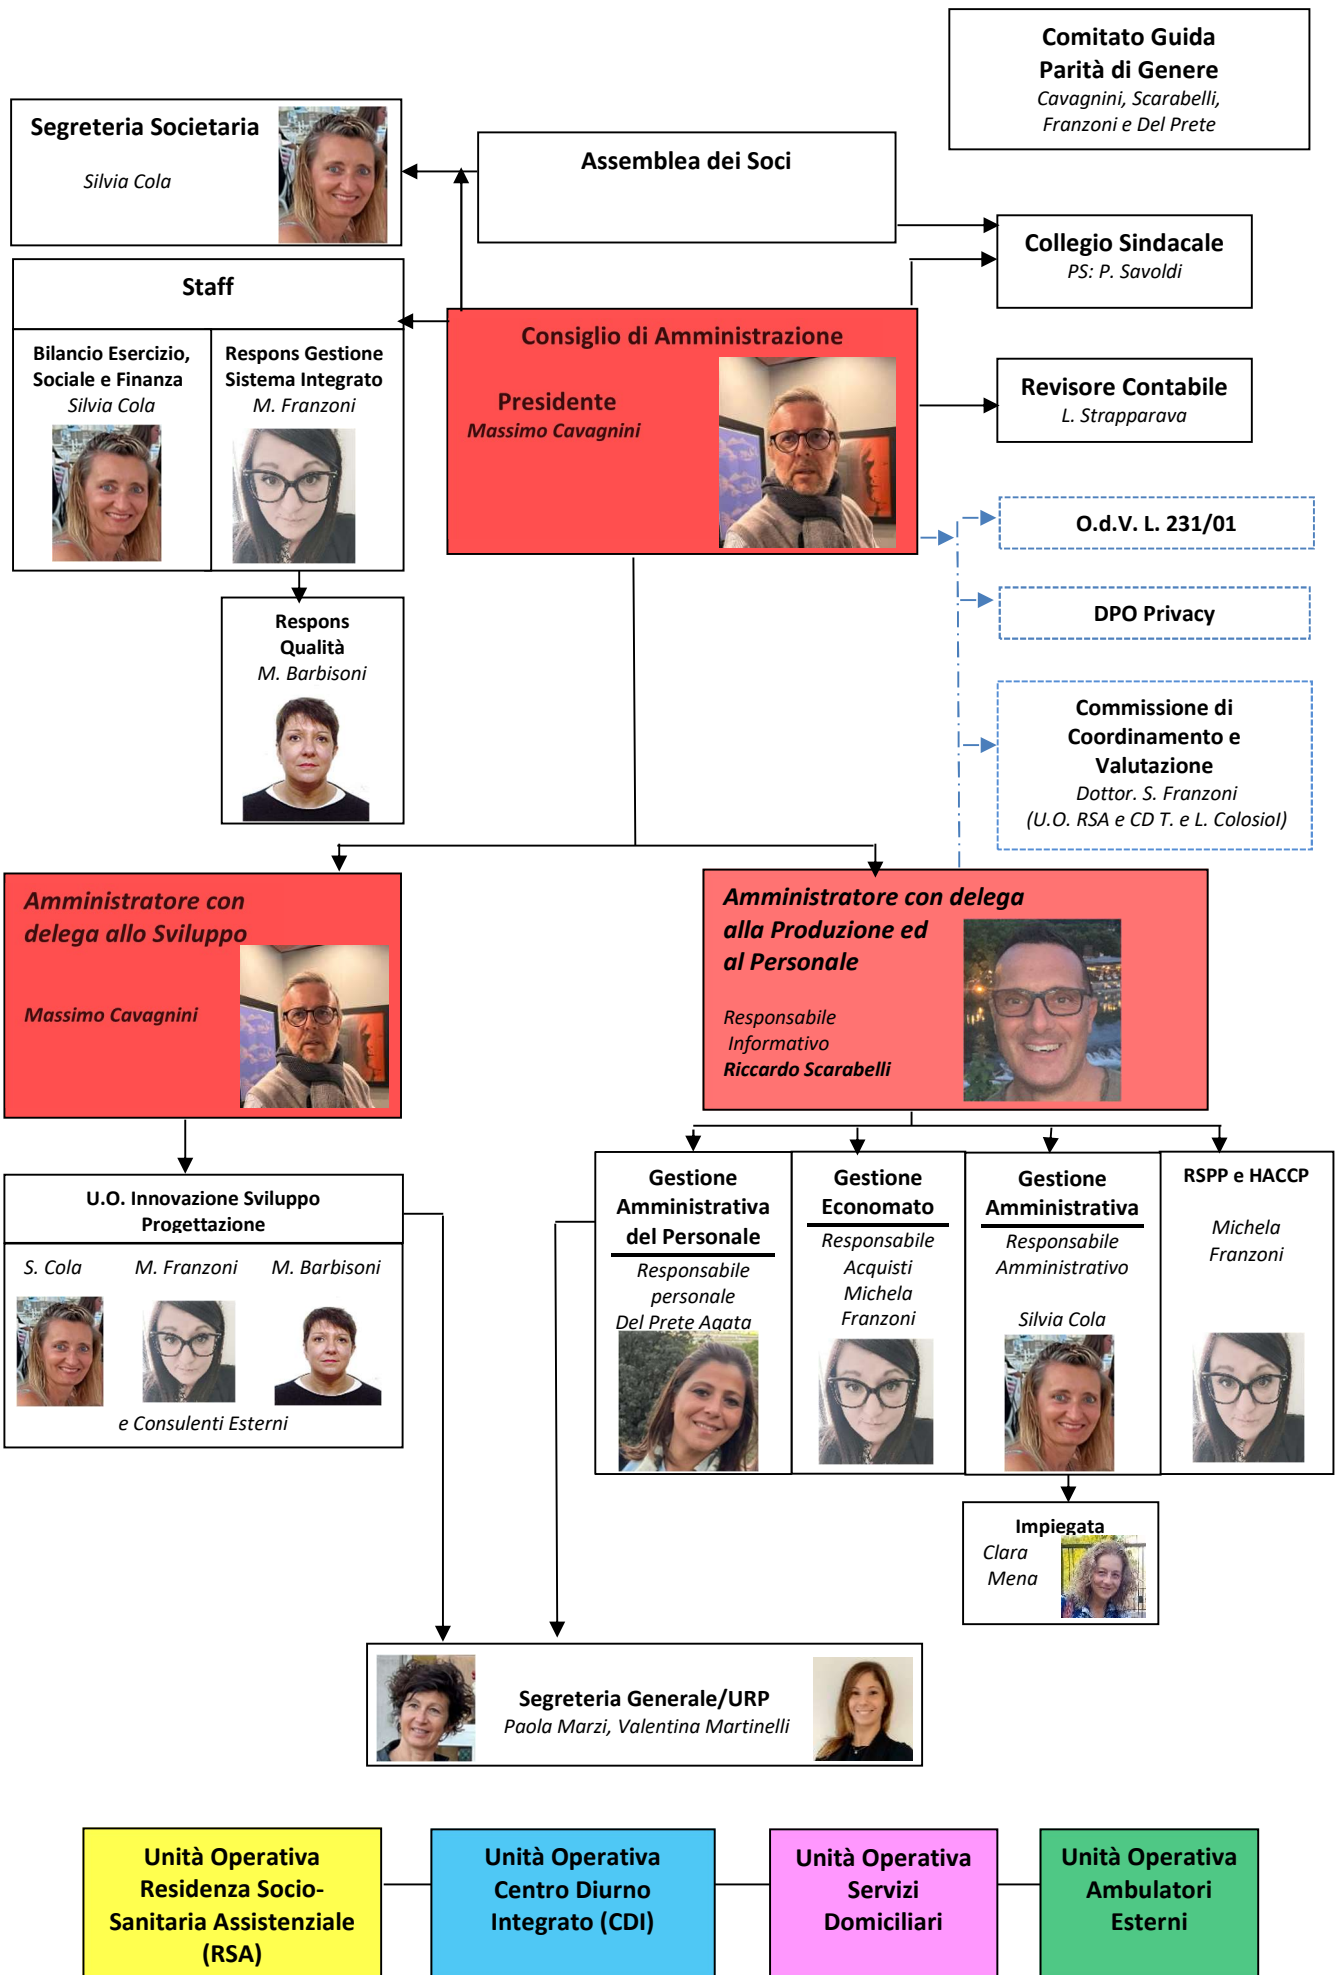 Comitato Guida
Parità di Genere
Cavagnini, Scarabelli,
Franzoni e Del Prete
Segreteria Societaria
Silvia Cola
Assemblea dei Soci
Collegio Sindacale
PS: P. Savoldi
Staff
Bilancio Esercizio,
Sociale e Finanza
Silvia Cola
Respons Gestione
Sistema Integrato
M. Franzoni
Consiglio di Amministrazione
Presidente
Massimo Cavagnini
Revisore Contabile
L. Strapparava
O.d.V. L. 231/01
DPO Privacy
Respons
Qualità
M. Barbisoni
Commissione di
Coordinamento e
Valutazione
Dottor. S. Franzoni
(U.O. RSA e CD T. e L. Colosiol)
Amministratore con
delega allo Sviluppo
Massimo Cavagnini
Amministratore con delega
alla Produzione ed
al Personale
Responsabile
Informativo
Riccardo Scarabelli
U.O. Innovazione Sviluppo
Progettazione
S. Cola
M. Franzoni
M. Barbisoni
e Consulenti Esterni
Gestione
Amministrativa
del Personale
Responsabile
personale
Del Prete Agata
Gestione
Economato
Responsabile
Acquisti
Michela
Franzoni
Gestione
Amministrativa
Responsabile
Amministrativo
Silvia Cola
RSPP e HACCP
Michela
Franzoni
Impiegata
Clara
Mena
Segreteria Generale/URP
Paola Marzi, Valentina Martinelli
Unità Operativa
Residenza Socio-
Sanitaria Assistenziale
(RSA)
Unità Operativa
Centro Diurno
Integrato (CDI)
Unità Operativa
Servizi
Domiciliari
Unità Operativa
Ambulatori
Esterni